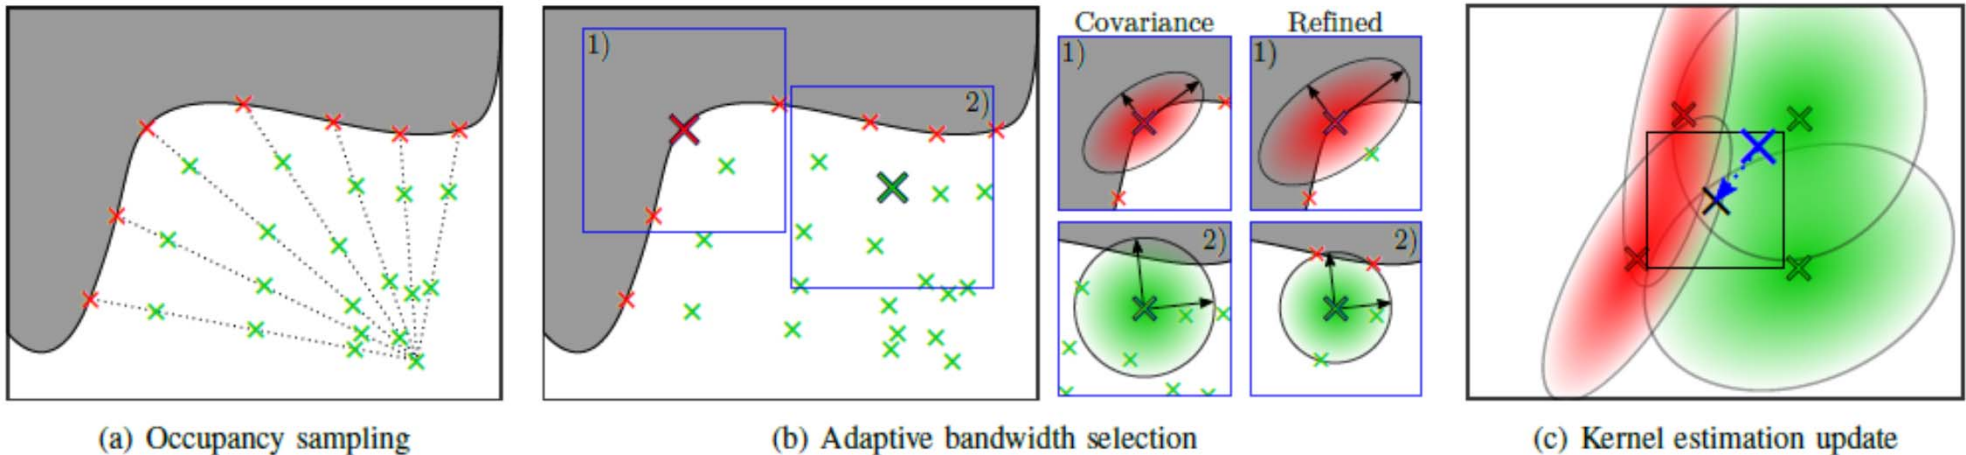 1)
2)
Covariance
Refined
1)
1)
2)
2)
(a) Occupancy sampling
(b) Adaptive bandwidth selection
(c) Kernel estimation update